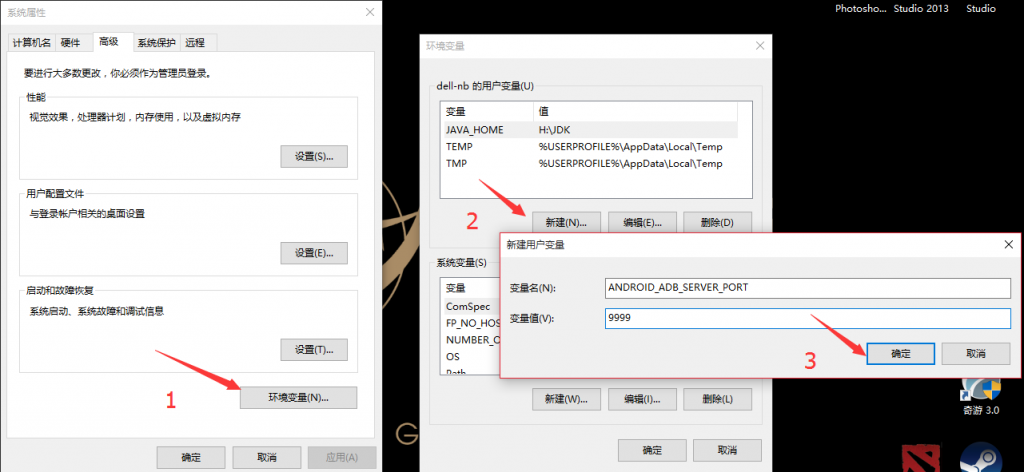 Photosho... Studio 2013 Studio
系统属性
计算机名 硬件 高级 系统保护 远程
要进行大多数更改，你必须作为管理员登录。
性能
视觉效果，处理器计划，内存使用，以及虚拟内存
设置(S)...
用户配置文件
与登录帐户相关的桌面设置
设置(E)...
启动和故障恢复
系统启动、系统故障和调试信息
设置(T)...
1
环境变量(N)...
确定 取消 应用(A)
环境变量
dell-nb 的用户变量(U)
变量 值
JAVA_HOME H:\JDK
TEMP %USERPROFILE%\AppData\Local\Temp
TMP %USERPROFILE%\AppData\Local\Temp
2
新建(N)... 编辑(E)... 删除(D)
系统变量(S)
变量
ComSpec
FP_NO_HOS
NUMBER_O
OS
Path
新建(W)... 编辑(I)... 删除(L)
确定 取消
新建用户变量
变量名(N): ANDROID_ADB_SERVER_PORT
变量值(V): 9999
3
确定 取消
奇游 3.0
G